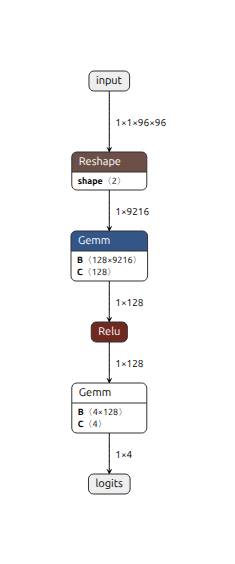 input
1×1×96×96
Reshape
shape ⟨2⟩
1×9216
Gemm
B ⟨128×9216⟩
C ⟨128⟩
1×128
Relu
1×128
Gemm
B ⟨4×128⟩
C ⟨4⟩
1×4
logits